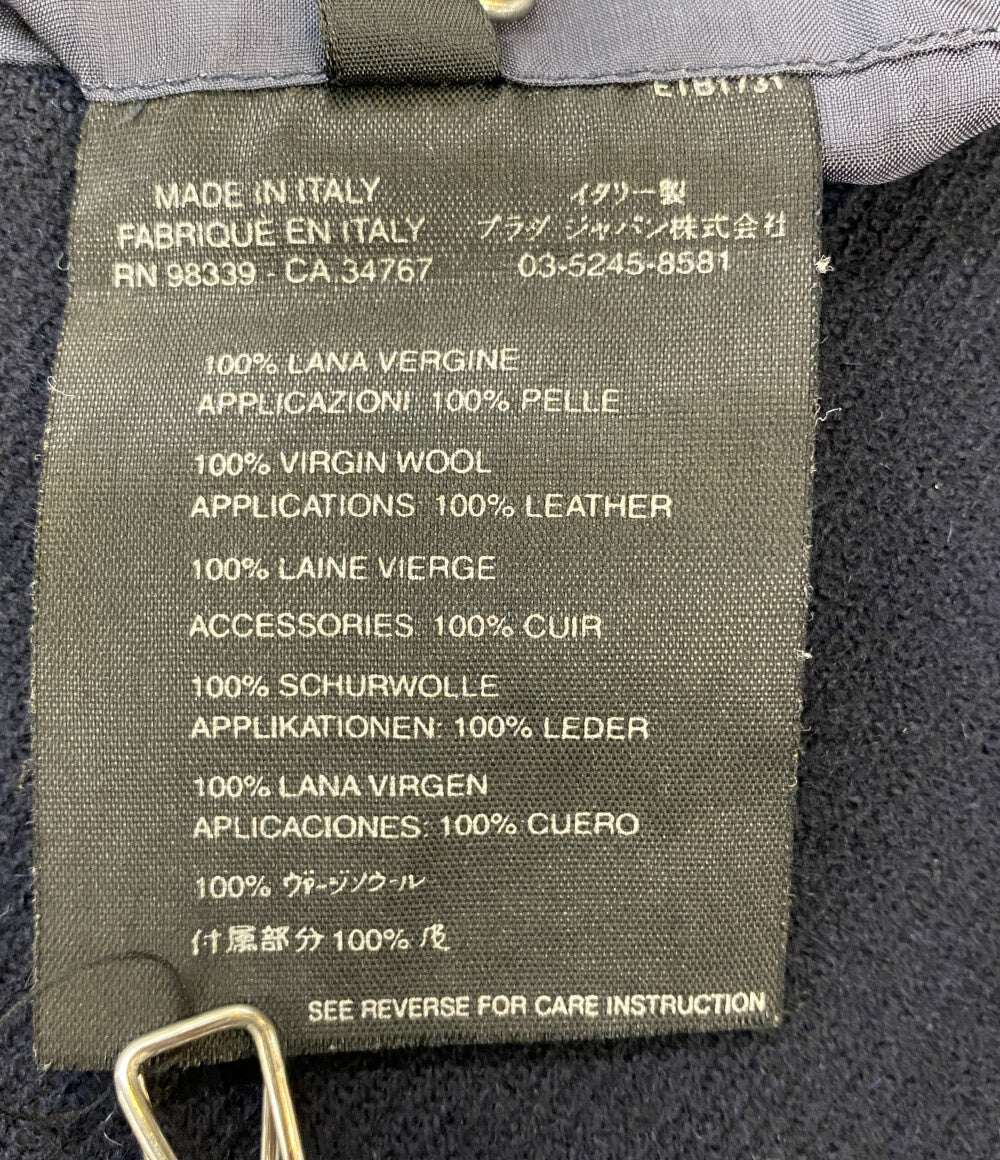 MADE IN ITALY
FABRIQUE EN ITALY
RN 98339 - CA 34767
イタリー製
プラダ ジャパン株式会社
03-5245-8581
100% LANA VERGINE
APPLICAZIONI 100% PELLE
100% VIRGIN WOOL
APPLICATIONS 100% LEATHER
100% LAINE VIERGE
ACCESSORIES 100% CUIR
100% SCHURWOLLE
APPLIKATIONEN: 100% LEDER
100% LANA VIRGEN
APLICACIONES: 100% CUERO
100% ヴァージンウール
付属部分 100% 皮
SEE REVERSE FOR CARE INSTRUCTION